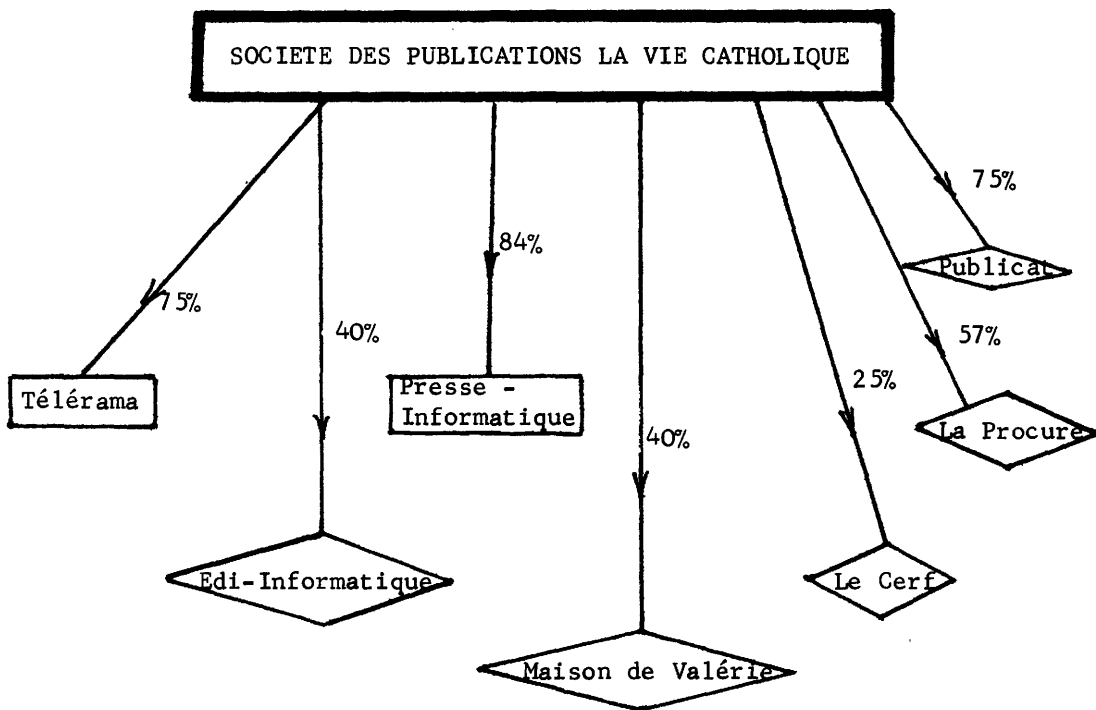 SOCIETE DES PUBLICATIONS LA VIE CATHOLIQUE
75%
Publicat
84%
75%
40%
57%
Télérama
Presse -
Informatique
25%
La Procure
40%
Edi-Informatique
Le Cerf
Maison de Valérie